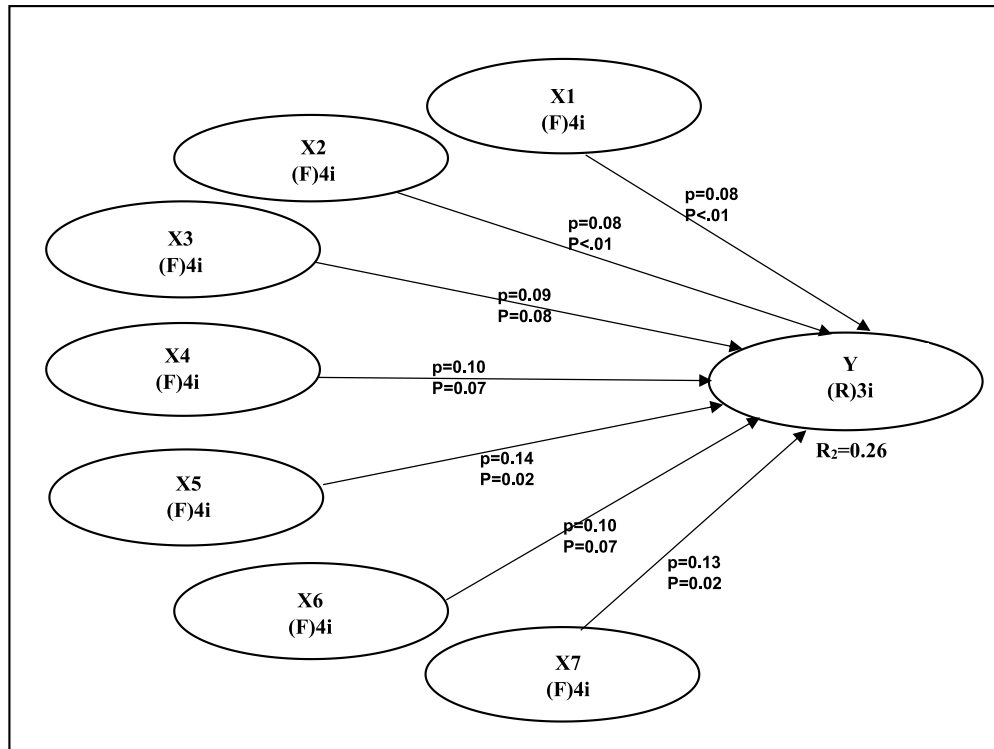 X1
(F)4i
X2
(F)4i
X3
(F)4i
X4
(F)4i
X5
(F)4i
X6
(F)4i
X7
(F)4i
p=0.08
P<.01
p=0.08
P<.01
p=0.09
P=0.08
p=0.10
P=0.07
p=0.14
P=0.02
p=0.10
P=0.07
p=0.13
P=0.02
Y
(R)3i
R₂=0.26